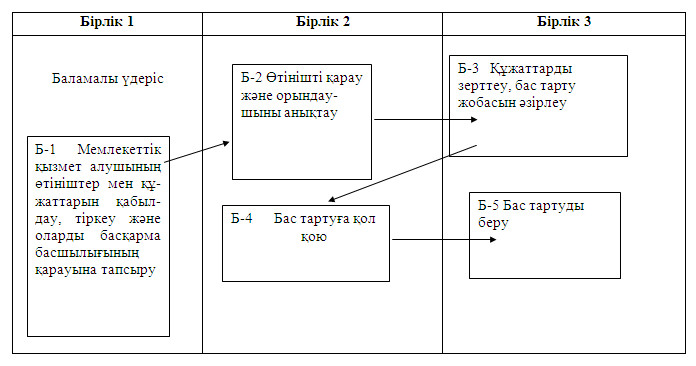 Бірлік 1
Бірлік 2
Бірлік 3
Баламалы үдеріс
Б-1 Мемлекеттік
қызмет алушының
өтініштер мен құ-
жаттарын қабыл-
дау, тіркеу және
оларды басқарма
басшылығының
қарауына тапсыру
Б-2 Өтінішті қарау
және орындау-
шыны анықтау
Б-3 Құжаттарды
зерттеу, бас тарту
жобасын әзірлеу
Б-4 Бас тартуға қол
қою
Б-5 Бас тартуды
беру